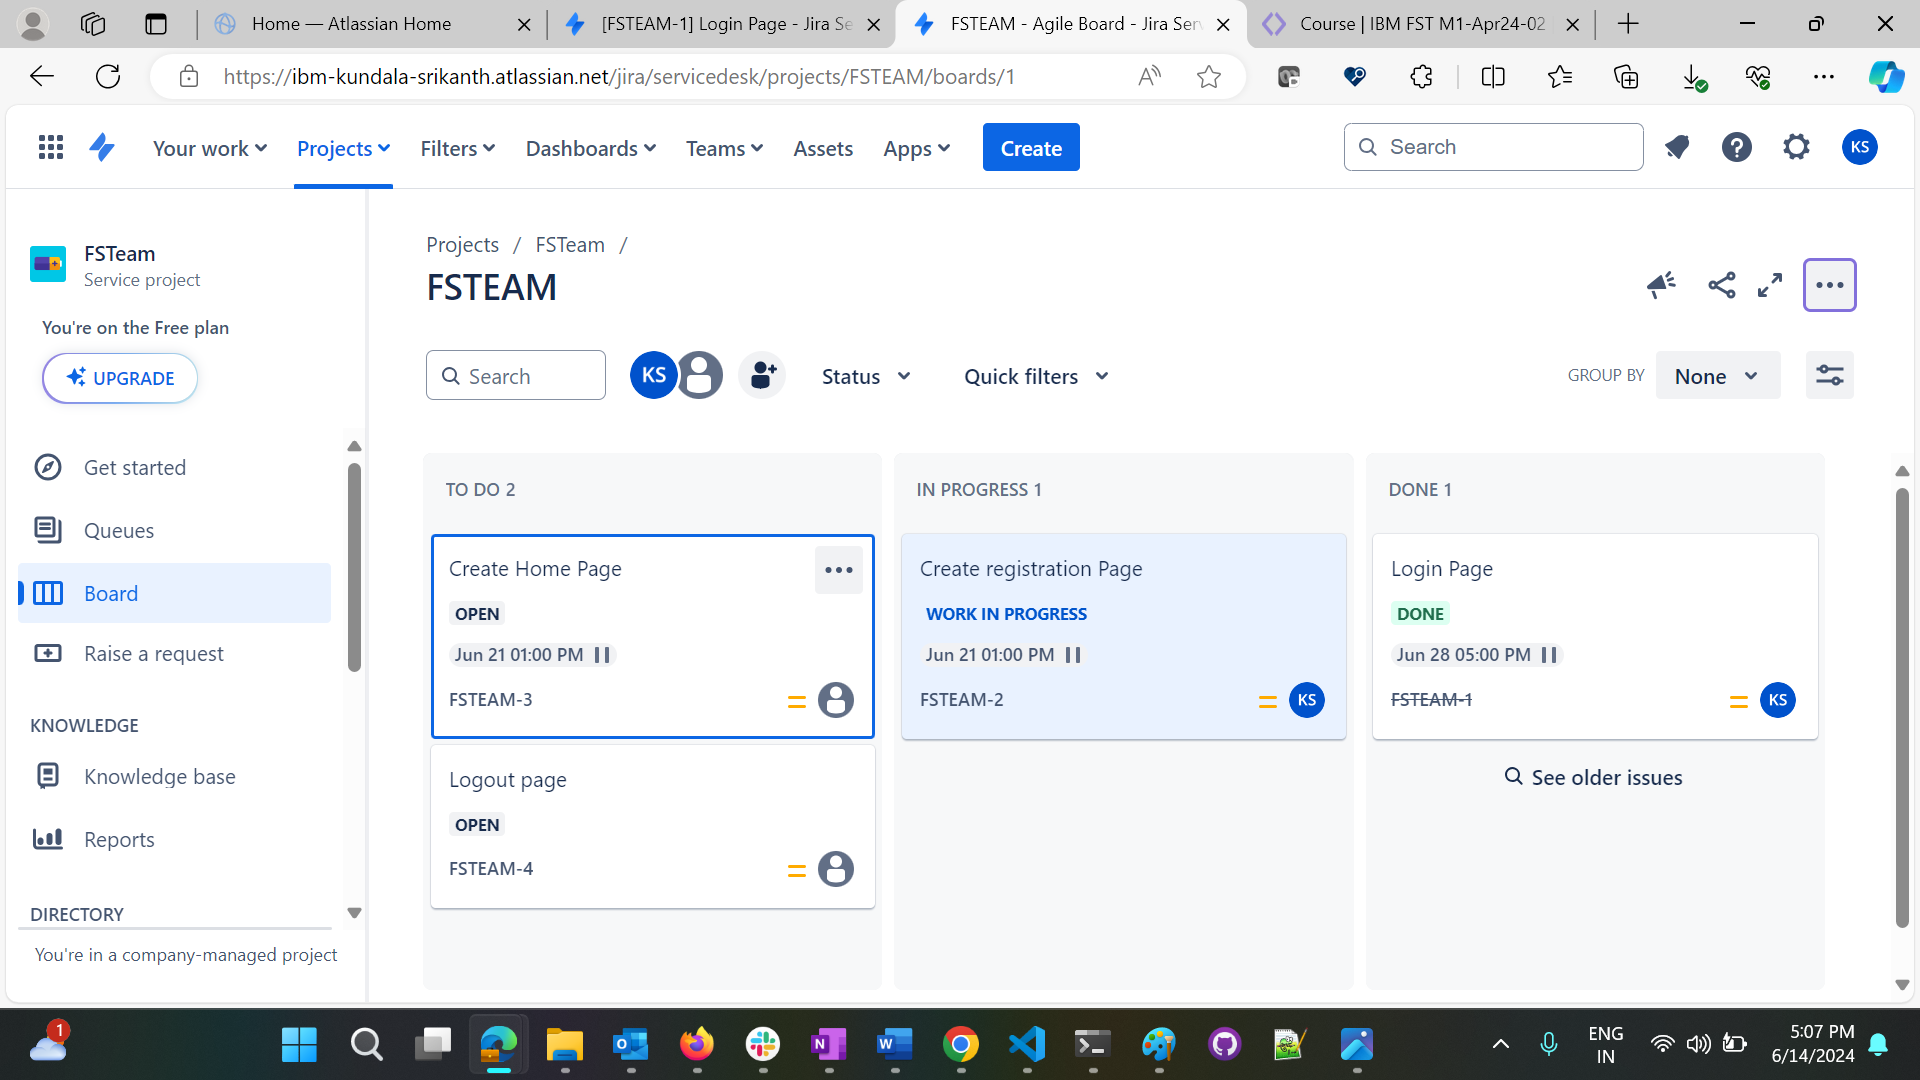 Home — Atlassian Home
[FSTEAM-1] Login Page - Jira Se
FSTEAM - Agile Board - Jira Serv
Course | IBM FST M1-Apr24-02
https://ibm-kundala-srikanth.atlassian.net/jira/servicedesk/projects/FSTEAM/boards/1
Your work
Projects
Filters
Dashboards
Teams
Assets
Apps
Create
Search
KS
FSTeam
Service project
You're on the Free plan
UPGRADE
Get started
Queues
Board
Raise a request
KNOWLEDGE
Knowledge base
Reports
DIRECTORY
You're in a company-managed project
Projects / FSTeam /
FSTEAM
Search
KS
Status
Quick filters
GROUP BY
None
TO DO 2
Create Home Page
OPEN
Jun 21 01:00 PM
FSTEAM-3
Logout page
OPEN
FSTEAM-4
IN PROGRESS 1
Create registration Page
WORK IN PROGRESS
Jun 21 01:00 PM
FSTEAM-2
KS
DONE 1
Login Page
DONE
Jun 28 05:00 PM
FSTEAM-1
KS
See older issues
1
ENG
IN
5:07 PM
6/14/2024